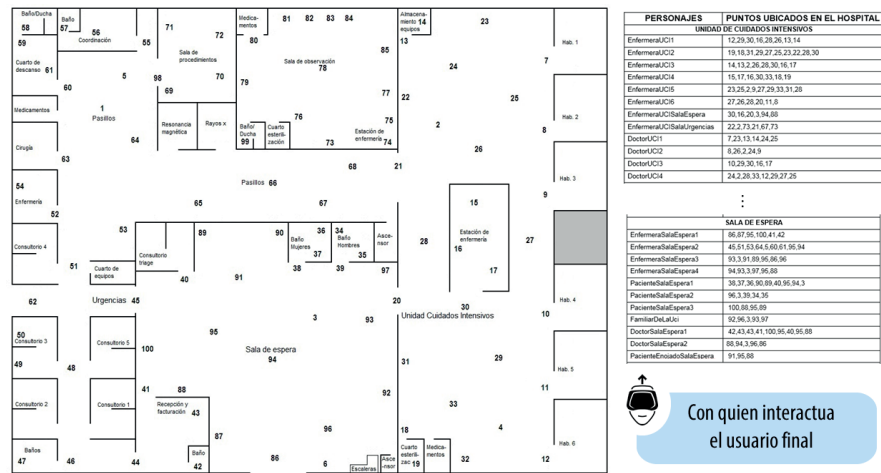 Baño/Ducha
58
59
Cuarto de
descanso 61
60
Medicamentos
Cirugía
63
54
Enfermería
52
Consultorio 4
51
62
50
Consultorio 3
49
48
Consultorio 2
Baños
47
46
Baño
57
56
Coordinación
55
5
1
Pasillos
64
53
Cuarto de
equipos
Urgencias 45
Consultorio 5
100
Consultorio 1
41
44
71
72
Sala de
procedimientos
98
70
69
Resonancia
magnética
Rayos x
65
Consultorio
triage
89
40
88
Recepción y
facturación
43
87
Baño
42
Medica-
mentos
80
81
82
83
84
85
Sala de observación
78
79
77
76
75
Baño/
Ducha
99
Cuarto
esterili-
zación
73
Estación de
enfermería
74
68
Pasillos 66
67
90
Baño
Mujeres
36
37
38
34
Baño
Hombres
35
39
Asce-
nsor
97
91
3
93
95
Sala de espera
94
92
96
86
6
Escaleras
Asce
-nsor
Almacena-
miento
equipos
14
13
23
24
22
25
2
26
21
15
Estación de
enfermería
16
17
28
27
20
30
Unidad Cuidados Intensivos
31
29
33
4
18
Cuarto
esterili-
zac
19
Medica-
mentos
32
12
Hab. 1
7
Hab. 2
8
Hab. 3
9
Hab. 4
10
Hab. 5
11
Hab. 6
PERSONAJES PUNTOS UBICADOS EN EL HOSPITAL
UNIDAD DE CUIDADOS INTENSIVOS
EnfermeraUCI1 12,29,30,16,28,26,13,14
EnfermeraUCI2 19,18,31,29,27,25,23,22,28,30
EnfermeraUCI3 14,13,2,26,28,30,16,17
EnfermeraUCI4 15,17,16,30,33,18,19
EnfermeraUCI5 23,25,2,9,27,29,33,31,28
EnfermeraUCI6 27,26,28,20,11,8
EnfermeraUCISalaEspera 30,16,20,3,94,88
EnfermeraUCISalaUrgencias 22,2,73,21,67,73
DoctorUCI1 7,23,13,14,24,25
DoctorUCI2 8,26,2,24,9
DoctorUCI3 10,29,30,16,17
DoctorUCI4 24,2,28,33,12,29,27,25
⋮
SALA DE ESPERA
EnfermeraSalaEspera1 86,87,95,100,41,42
EnfermeraSalaEspera2 45,51,53,64,5,60,61,95,94
EnfermeraSalaEspera3 93,3,91,89,95,86,96
EnfermeraSalaEspera4 94,93,3,97,95,88
PacienteSalaEspera1 38,37,36,90,89,40,95,94,3
PacienteSalaEspera2 96,3,39,34,35
PacienteSalaEspera3 100,88,95,89
FamiliarDeLaUci 92,96,3,93,97
DoctorSalaEspera1 42,43,43,41,100,95,40,95,88
DoctorSalaEspera2 88,94,3,96,86
PacienteEnojadoSalaEspera 91,95,88
Con quien interactua
el usuario final